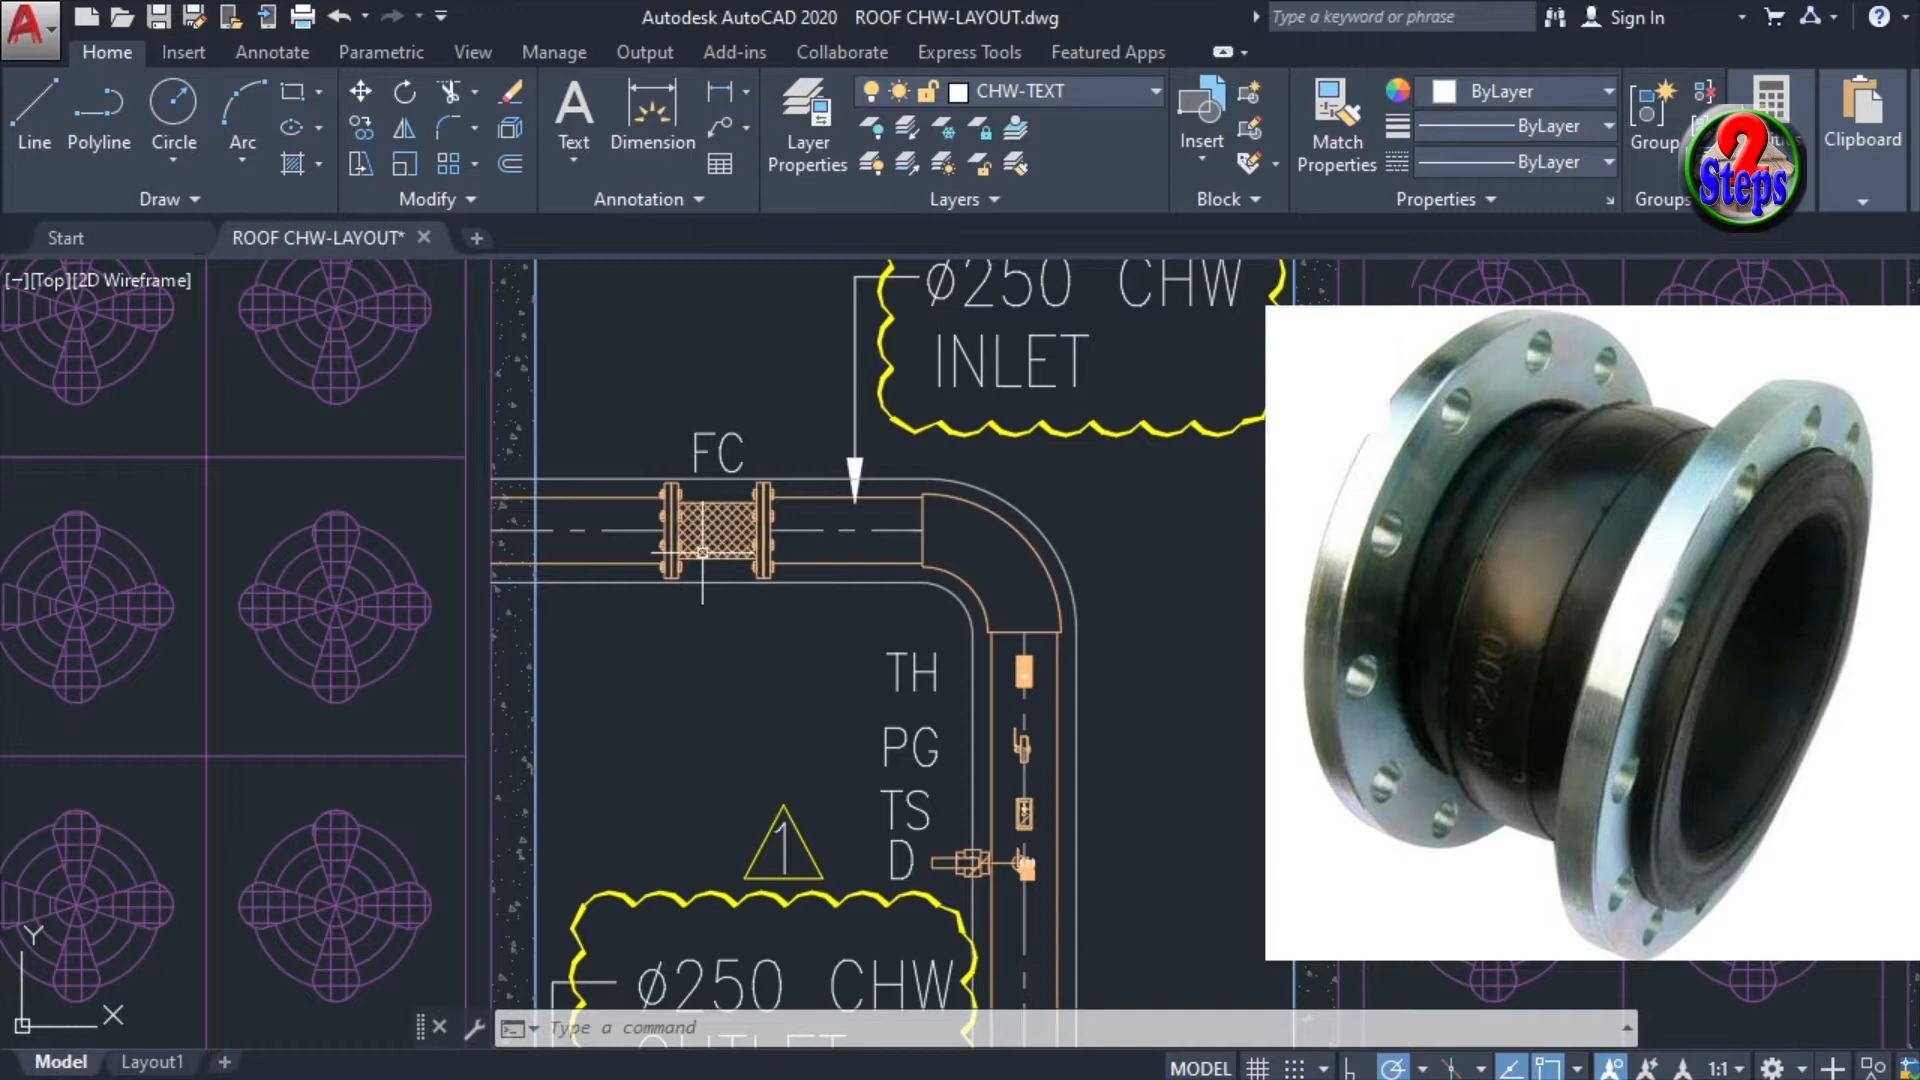 Autodesk AutoCAD 2020 ROOF CHW-LAYOUT.dwg
Type a keyword or phrase
Sign In
Home Insert Annotate Parametric View Manage Output Add-ins Collaborate Express Tools Featured Apps
Line
Polyline
Circle
Arc
Text
Dimension
Layer
Properties
CHW-TEXT
Insert
Match
Properties
ByLayer
ByLayer
ByLayer
Group
Clipboard
2
Steps
Draw
Modify
Annotation
Layers
Block
Properties
Groups
Start
ROOF CHW-LAYOUT*
[−][Top][2D Wireframe]
ø250 CHW
INLET
FC
TH
PG
TS
D
1
ø250 CHW
200
Y
X
Type a command
Model
Layout1
MODEL
1:1